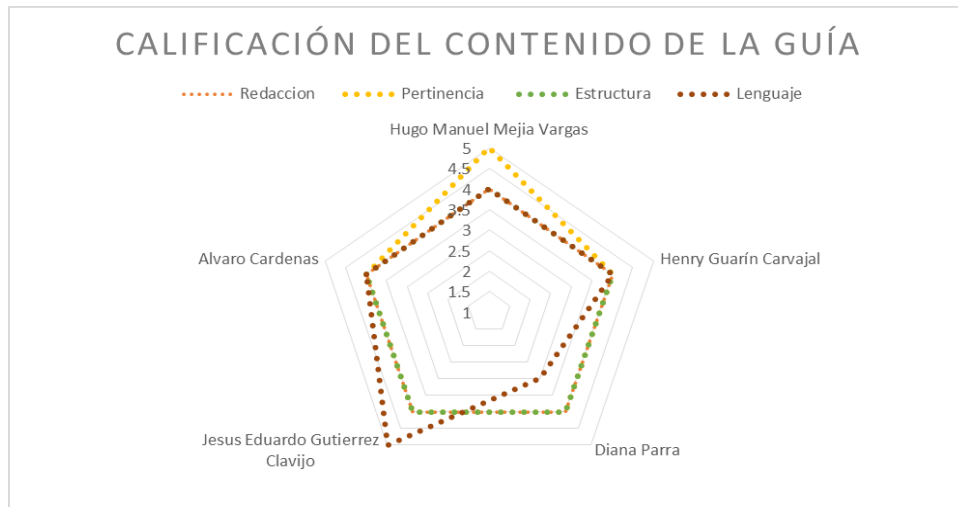 CALIFICACIÓN DEL CONTENIDO DE LA GUÍA
Redaccion Pertinencia Estructura Lenguaje
Hugo Manuel Mejia Vargas
5
4.5
4
3.5
3
2.5
2
1.5
1
Alvaro Cardenas
Henry Guarín Carvajal
Jesus Eduardo Gutierrez
Clavijo
Diana Parra